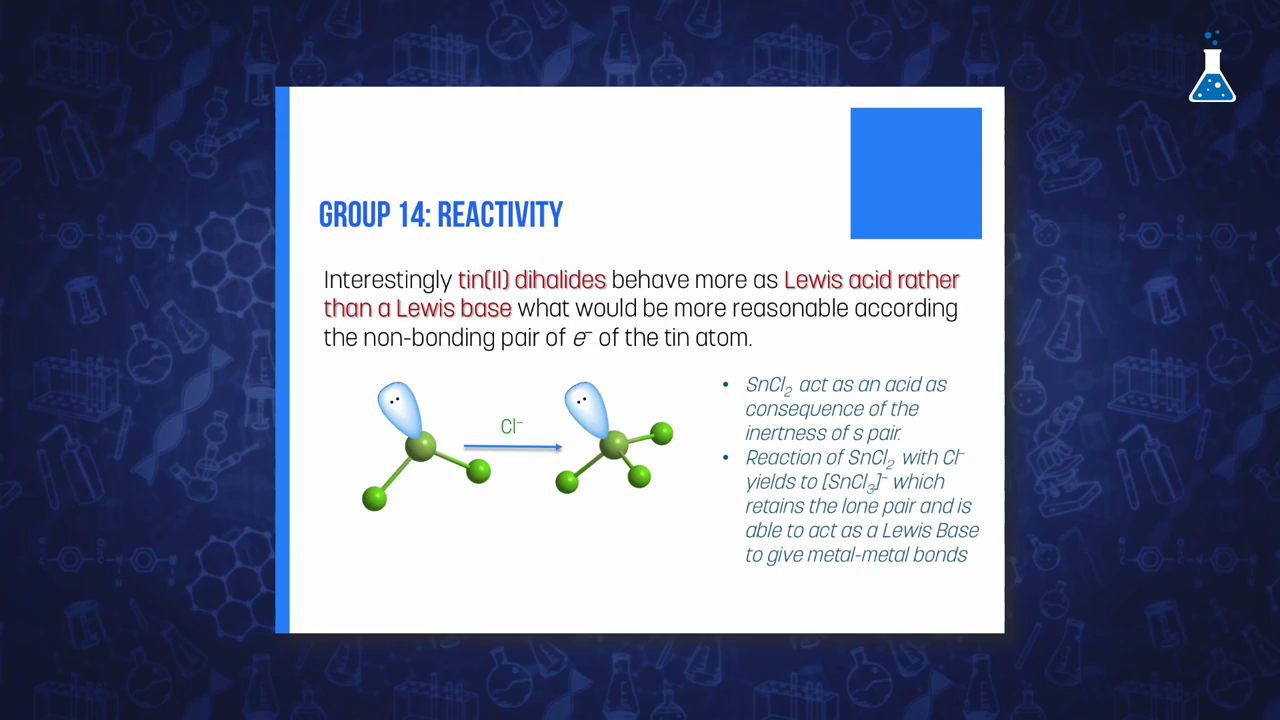 GROUP 14: REACTIVITY
Interestingly tin(II) dihalides behave more as Lewis acid rather
than a Lewis base what would be more reasonable according
the non-bonding pair of e⁻ of the tin atom.
Cl⁻
• SnCl₂ act as an acid as
consequence of the
inertness of s pair.
• Reaction of SnCl₂ with Cl⁻
yields to [SnCl₃]⁻ which
retains the lone pair and is
able to act as a Lewis Base
to give metal-metal bonds